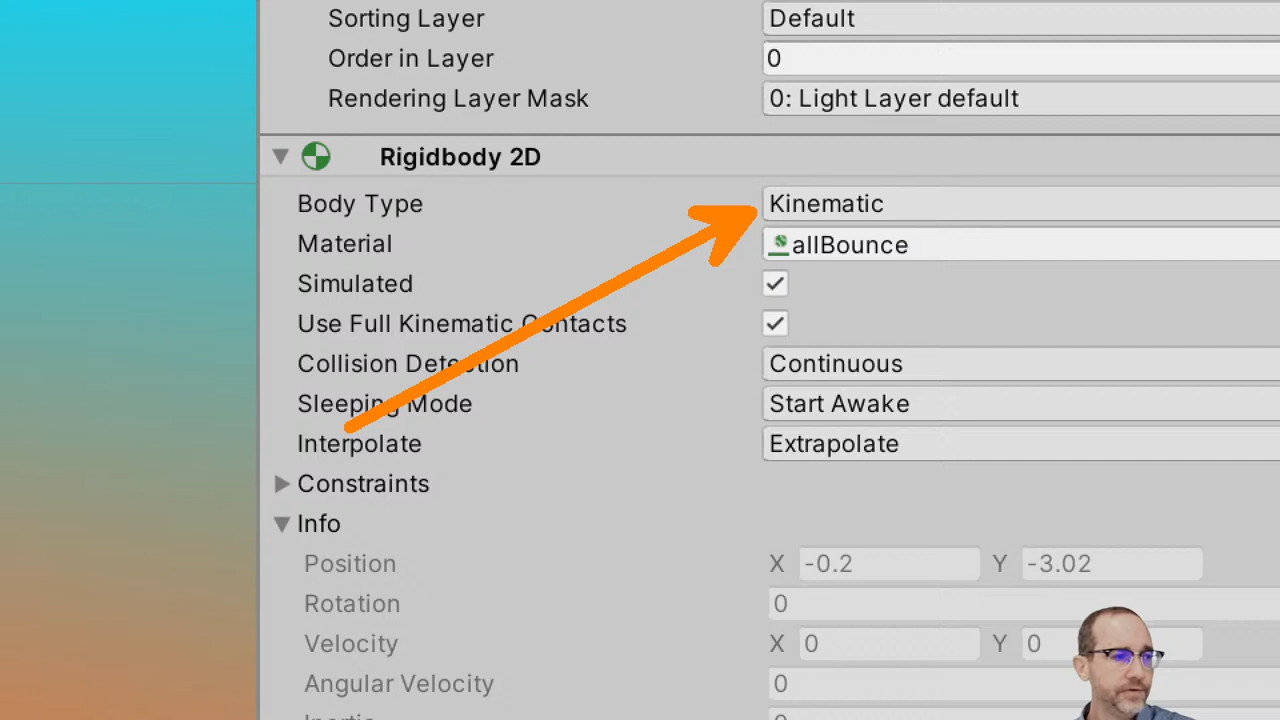 Sorting Layer Default
Order in Layer 0
Rendering Layer Mask 0: Light Layer default
Rigidbody 2D
Body Type Kinematic
Material allBounce
Simulated
Use Full Kinematic Contacts
Collision Detection Continuous
Sleeping Mode Start Awake
Interpolate Extrapolate
Constraints
Info
Position X -0.2 Y -3.02
Rotation 0
Velocity X 0 Y 0
Angular Velocity 0